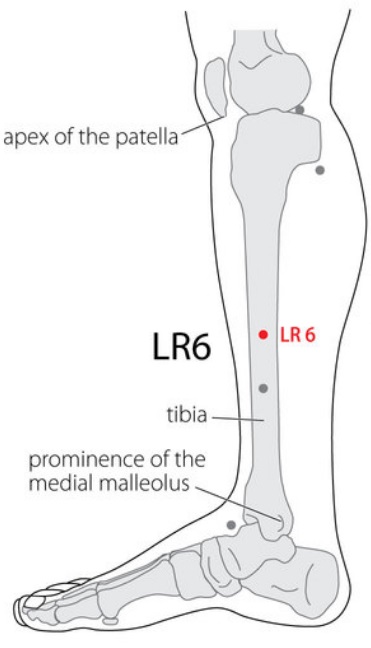 apex of the patella
LR6
LR 6
tibia
prominence of the
medial malleolus